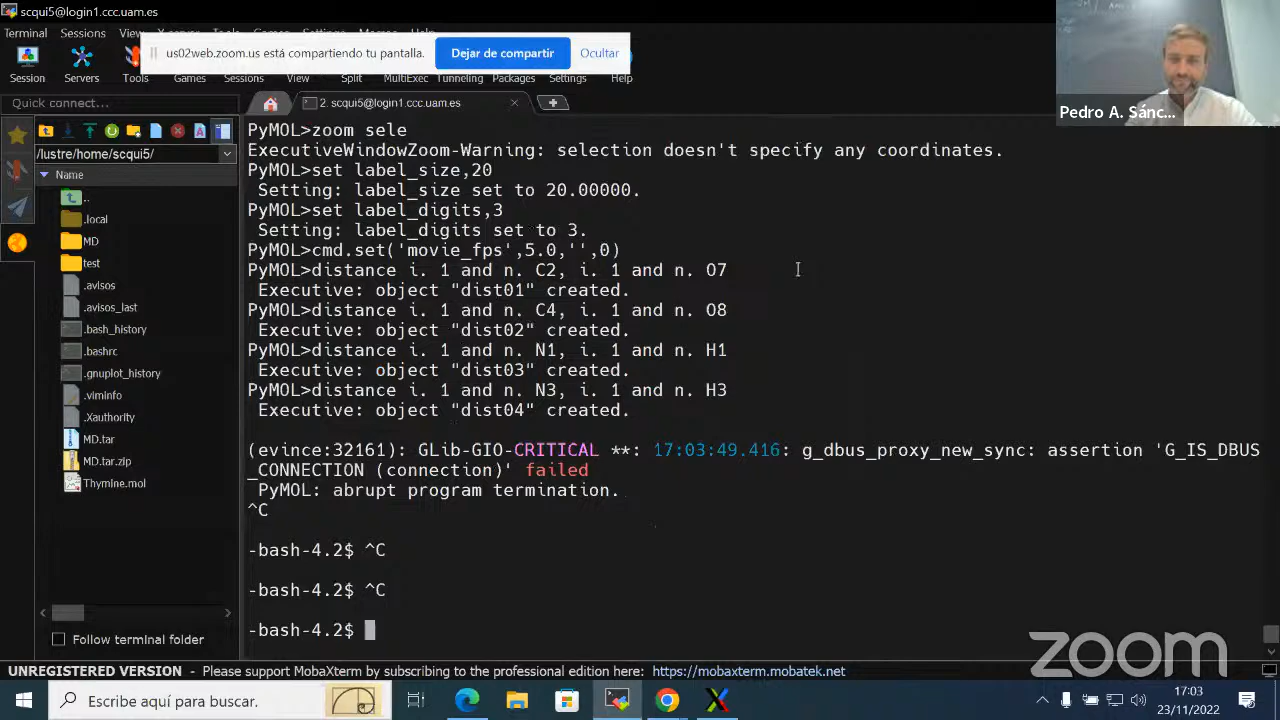 scqui5@login1.ccc.uam.es
Terminal Sessions
us02web.zoom.us está compartiendo tu pantalla.
Dejar de compartir
Ocultar
Session Servers Tools Games Sessions View Split MultiExec Tunneling Packages Settings Help
Quick connect...
2. scqui5@login1.ccc.uam.es
Pedro A. Sánc...
/lustre/home/scqui5/
Name
..
.local
MD
test
.avisos
.avisos_last
.bash_history
.bashrc
.gnuplot_history
.viminfo
.Xauthority
MD.tar
MD.tar.zip
Thymine.mol
Follow terminal folder
PyMOL>zoom sele
ExecutiveWindowZoom-Warning: selection doesn't specify any coordinates.
PyMOL>set label_size,20
Setting: label_size set to 20.00000.
PyMOL>set label_digits,3
Setting: label_digits set to 3.
PyMOL>cmd.set('movie_fps',5.0,'',0)
PyMOL>distance i. 1 and n. C2, i. 1 and n. O7
Executive: object "dist01" created.
PyMOL>distance i. 1 and n. C4, i. 1 and n. O8
Executive: object "dist02" created.
PyMOL>distance i. 1 and n. N1, i. 1 and n. H1
Executive: object "dist03" created.
PyMOL>distance i. 1 and n. N3, i. 1 and n. H3
Executive: object "dist04" created.
(evince:32161): GLib-GIO-CRITICAL **: 17:03:49.416: g_dbus_proxy_new_sync: assertion 'G_IS_DBUS
_CONNECTION (connection)' failed
PyMOL: abrupt program termination.
^C
-bash-4.2$ ^C
-bash-4.2$ ^C
-bash-4.2$
zoom
UNREGISTERED VERSION - Please support MobaXterm by subscribing to the professional edition here: https://mobaxterm.mobatek.net
Escribe aquí para buscar.
17:03
23/11/2022